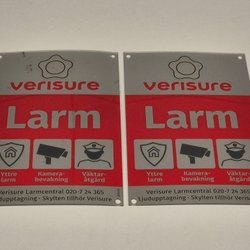 verisure
Larm
Yttre larm
Kamera-bevakning
Väktar-åtgärd
Verisure Larmcentral 020-7 24 365
Ljudupptagning · Skylten tillhör Verisure
verisure
Larm
Yttre larm
Kamera-bevakning
Väktar-åtgärd
Verisure Larmcentral 020-7 24 365
Ljudupptagning · Skylten tillhör Verisure